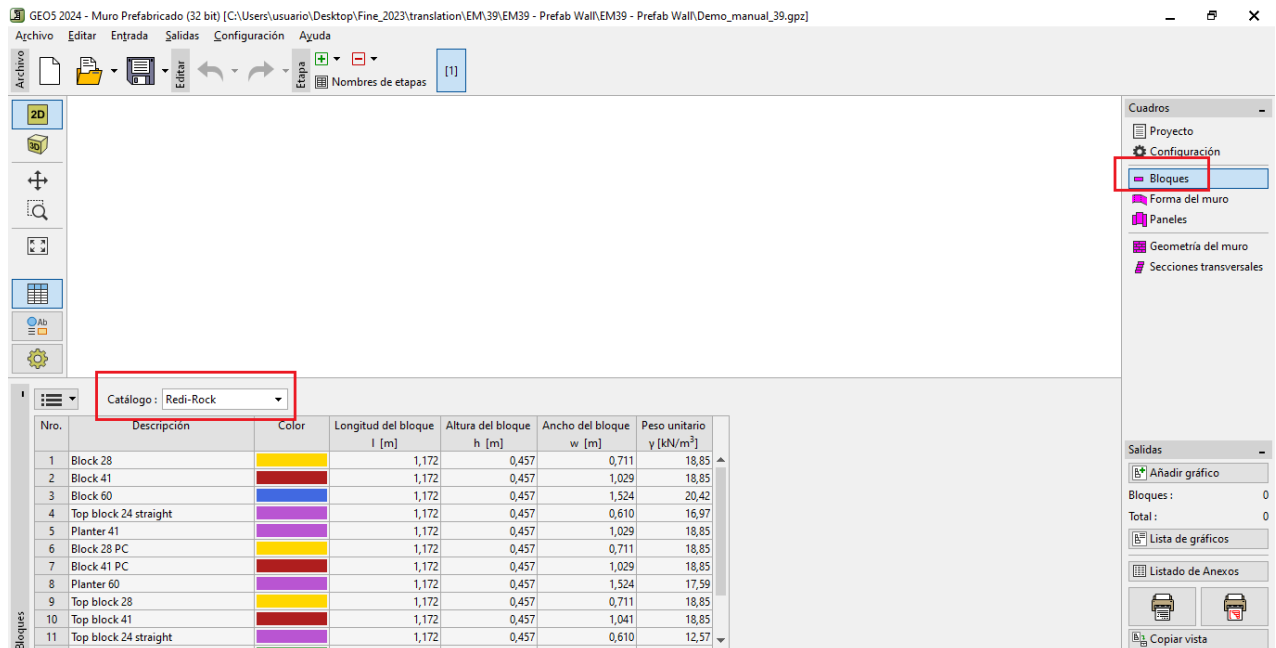 GEO5 2024 - Muro Prefabricado (32 bit) [C:\Users\usuario\Desktop\Fine_2023\translation\EM\39\EM39 - Prefab Wall\EM39 - Prefab Wall\Demo_manual_39.gpz]
Archivo Editar Entrada Salidas Configuración Ayuda
Archivo
Editar
Etapa
Nombres de etapas
[1]
2D
3D
Ab
Cuadros
Proyecto
Configuración
Bloques
Forma del muro
Paneles
Geometría del muro
Secciones transversales
Catálogo : Redi-Rock
Nro. Descripción Color Longitud del bloque Altura del bloque Ancho del bloque Peso unitario
l [m] h [m] w [m] γ [kN/m³]
1 Block 28 1,172 0,457 0,711 18,85
2 Block 41 1,172 0,457 1,029 18,85
3 Block 60 1,172 0,457 1,524 20,42
4 Top block 24 straight 1,172 0,457 0,610 16,97
5 Planter 41 1,172 0,457 1,029 18,85
6 Block 28 PC 1,172 0,457 0,711 18,85
7 Block 41 PC 1,172 0,457 1,029 18,85
8 Planter 60 1,172 0,457 1,524 17,59
9 Top block 28 1,172 0,457 0,711 18,85
10 Top block 41 1,172 0,457 1,041 18,85
11 Top block 24 straight 1,172 0,457 0,610 12,57
Bloques
Salidas
Añadir gráfico
Bloques : 0
Total : 0
Lista de gráficos
Listado de Anexos
Copiar vista